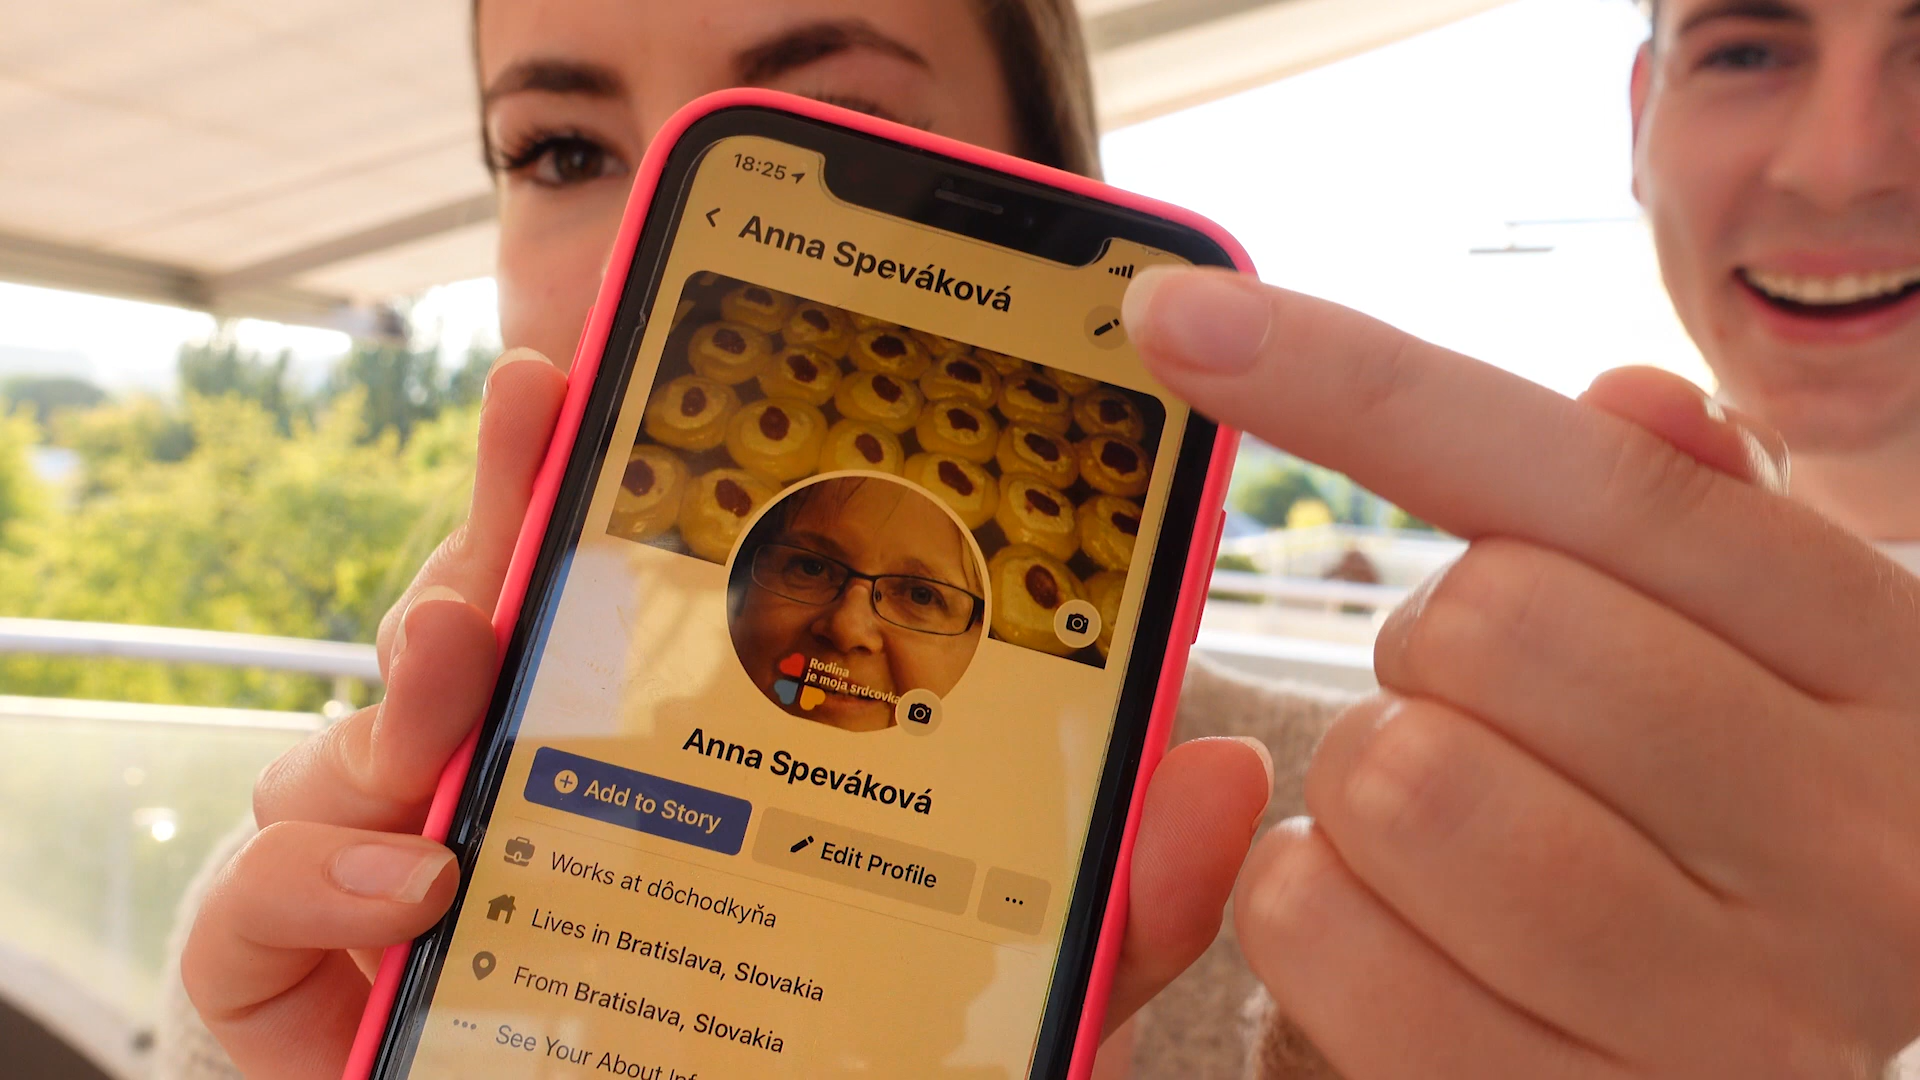 18:25
Anna Speváková
Rodina
je moja srdcovka
Anna Speváková
Add to Story
Edit Profile
Works at dôchodkyňa
Lives in Bratislava, Slovakia
From Bratislava, Slovakia
See Your About